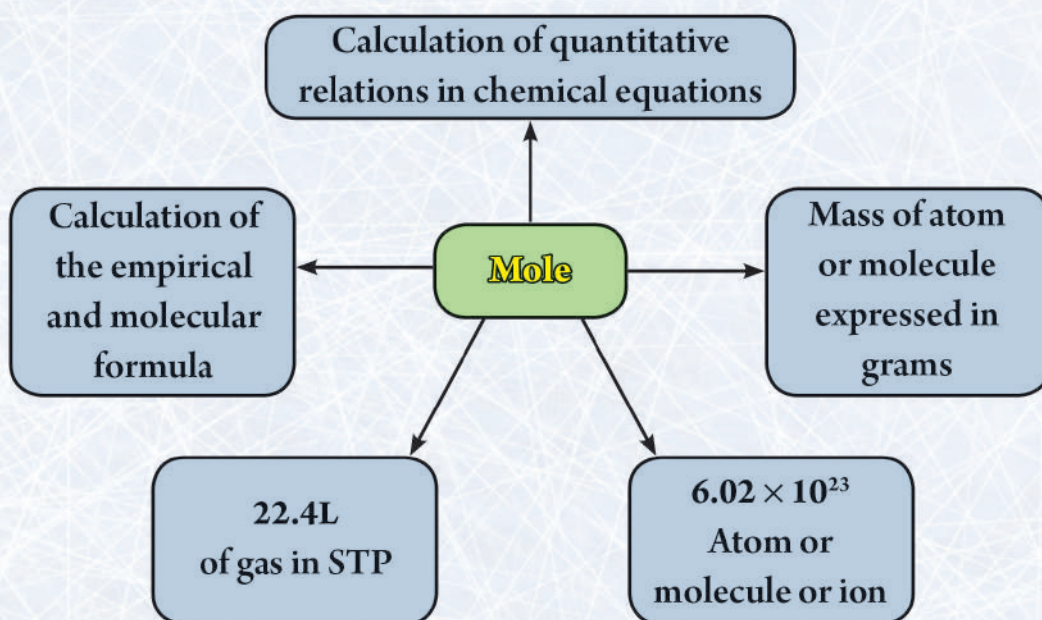 Calculation of quantitative
relations in chemical equations
Calculation of
the empirical
and molecular
formula
Mole
Mass of atom
or molecule
expressed in
grams
22.4L
of gas in STP
6.02 × 10²³
Atom or
molecule or ion